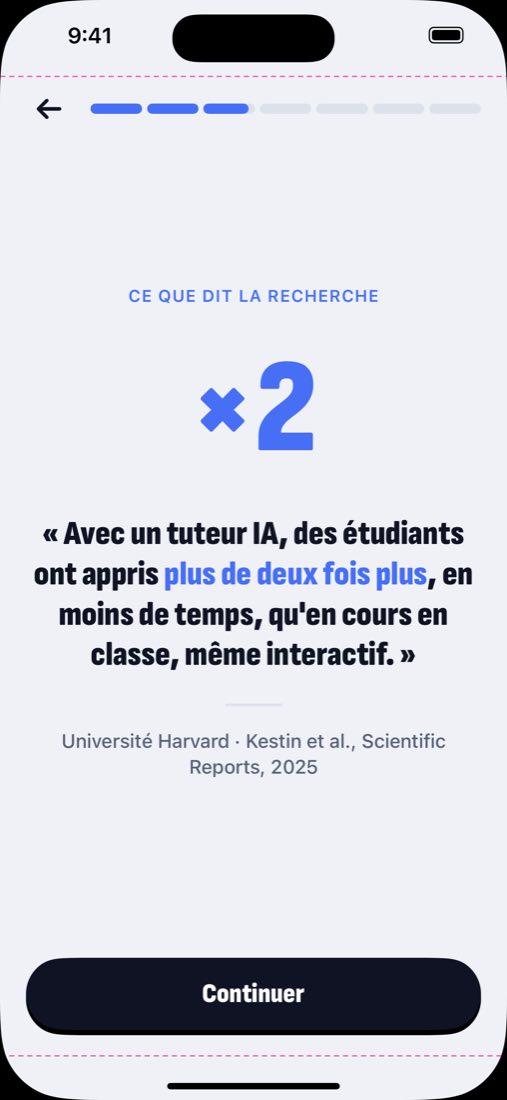 9:41
CE QUE DIT LA RECHERCHE
×2
« Avec un tuteur IA, des étudiants
ont appris plus de deux fois plus, en
moins de temps, qu'en cours en
classe, même interactif. »
Université Harvard · Kestin et al., Scientific
Reports, 2025
Continuer